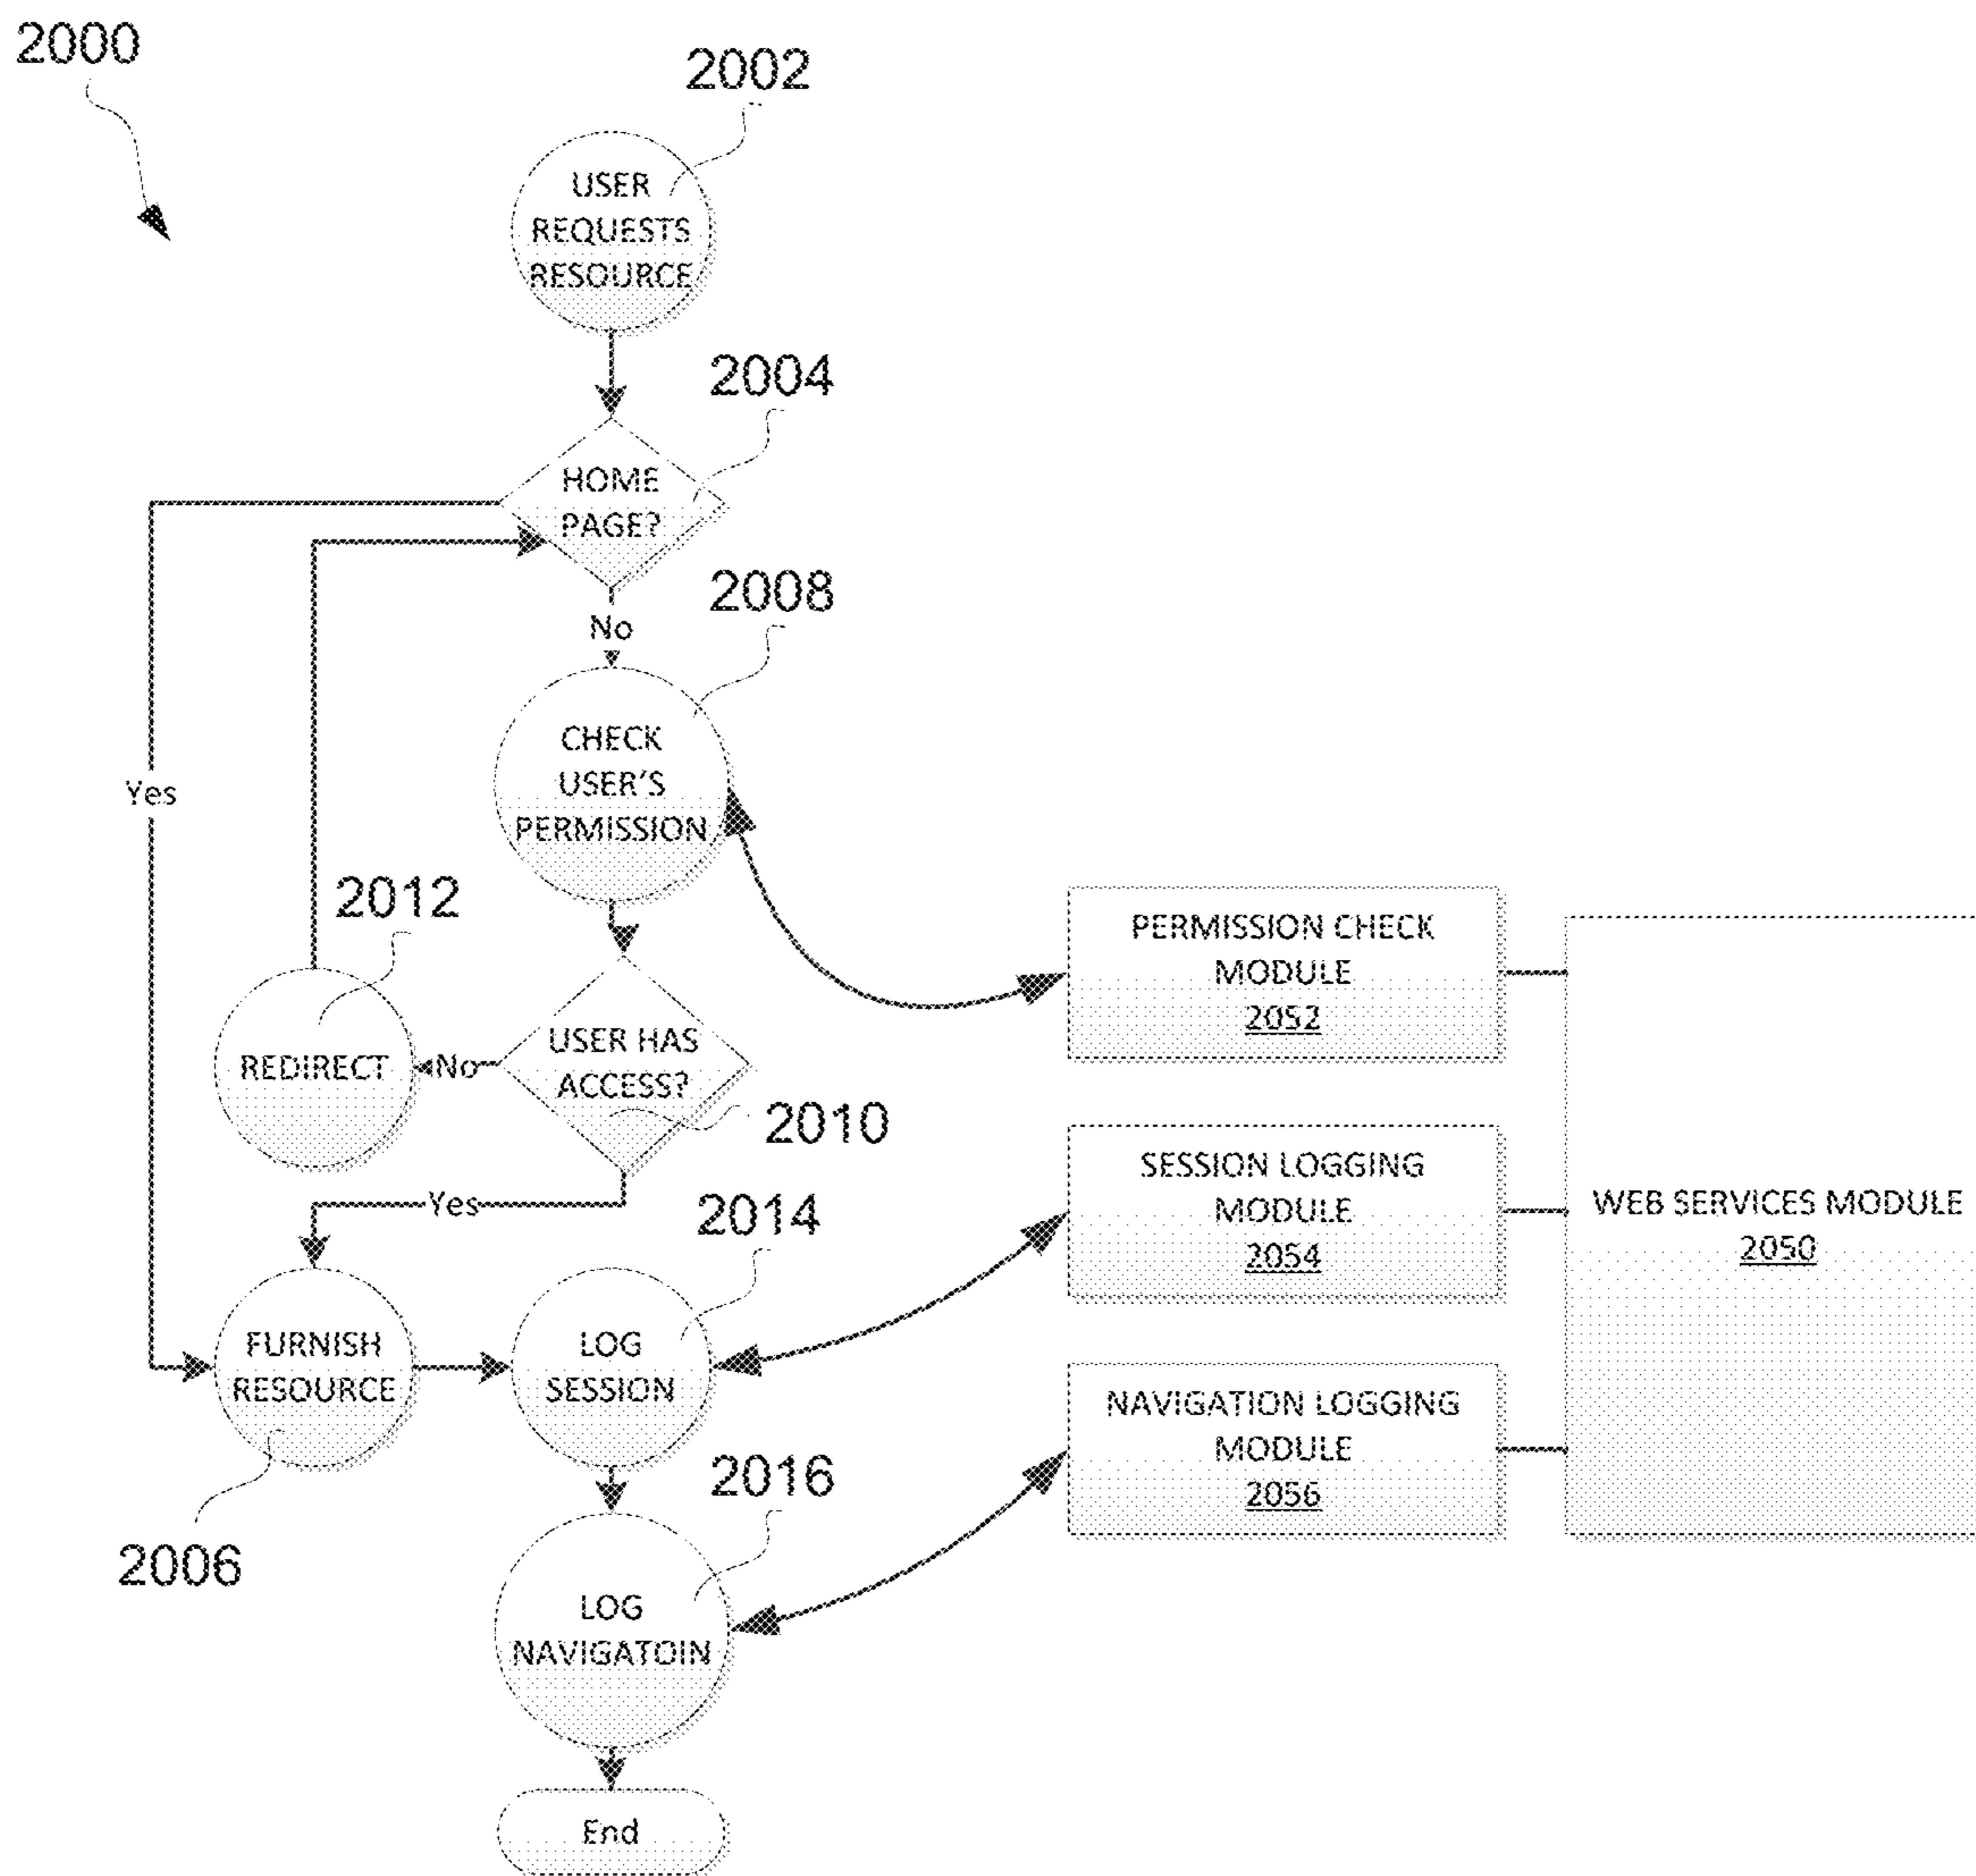 2000
2002
USER
REQUESTS
RESOURCE
2004
HOME
PAGE?
2008
No
CHECK
USER'S
PERMISSION
Yes
2012
PERMISSION CHECK
MODULE
2052
REDIRECT
No
USER HAS
ACCESS?
2010
SESSION LOGGING
MODULE
2054
WEB SERVICES MODULE
2050
Yes
2014
FURNISH
RESOURCE
LOG
SESSION
NAVIGATION LOGGING
MODULE
2056
2006
2016
LOG
NAVIGATOIN
End